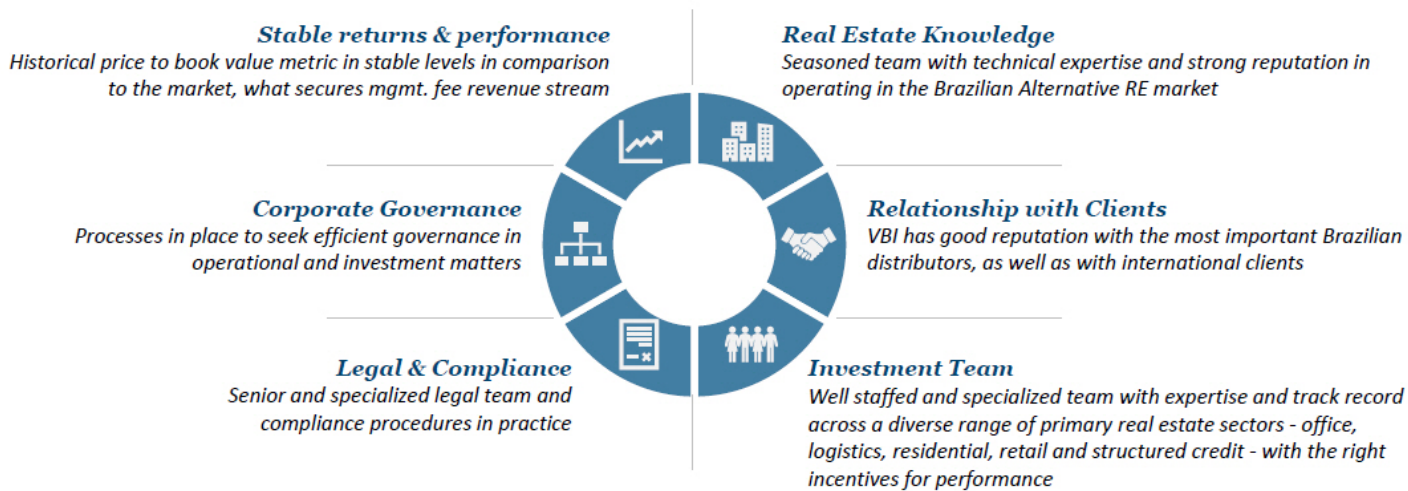 Stable returns & performance
Historical price to book value metric in stable levels in comparison
to the market, what secures mgmt. fee revenue stream
Real Estate Knowledge
Seasoned team with technical expertise and strong reputation in
operating in the Brazilian Alternative RE market
Corporate Governance
Processes in place to seek efficient governance in
operational and investment matters
Relationship with Clients
VBI has good reputation with the most important Brazilian
distributors, as well as with international clients
Legal & Compliance
Senior and specialized legal team and
compliance procedures in practice
Investment Team
Well staffed and specialized team with expertise and track record
across a diverse range of primary real estate sectors - office,
logistics, residential, retail and structured credit - with the right
incentives for performance